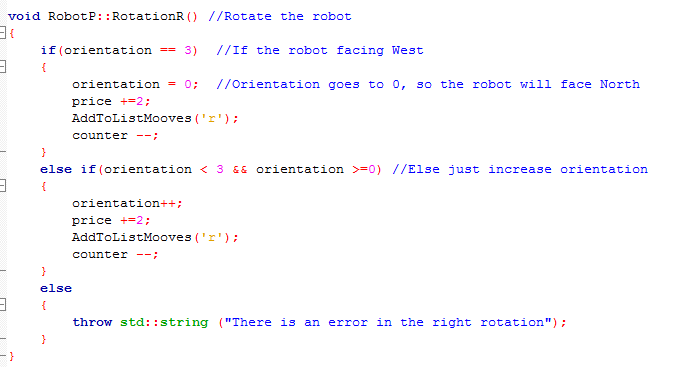 void RobotP::RotationR() //Rotate the robot
{
    if(orientation == 3)  //If the robot facing West
    {
        orientation = 0;  //Orientation goes to 0, so the robot will face North
        price +=2;
        AddToListMooves('r');
        counter --;
    }
    else if(orientation < 3 && orientation >=0) //Else just increase orientation
    {
        orientation++;
        price +=2;
        AddToListMooves('r');
        counter --;
    }
    else
    {
        throw std::string ("There is an error in the right rotation");
    }
}